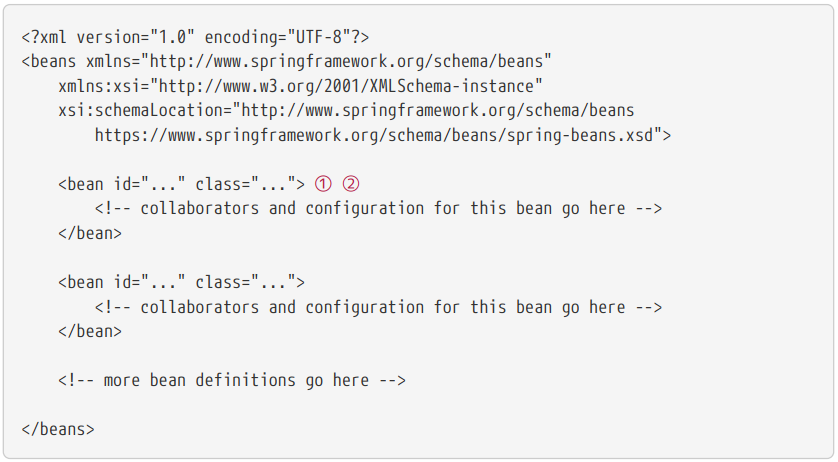 <?xml version="1.0" encoding="UTF-8"?>
<beans xmlns="http://www.springframework.org/schema/beans"
    xmlns:xsi="http://www.w3.org/2001/XMLSchema-instance"
    xsi:schemaLocation="http://www.springframework.org/schema/beans
        https://www.springframework.org/schema/beans/spring-beans.xsd">

    <bean id="..." class="..."> ① ②
        <!-- collaborators and configuration for this bean go here -->
    </bean>

    <bean id="..." class="...">
        <!-- collaborators and configuration for this bean go here -->
    </bean>

    <!-- more bean definitions go here -->

</beans>